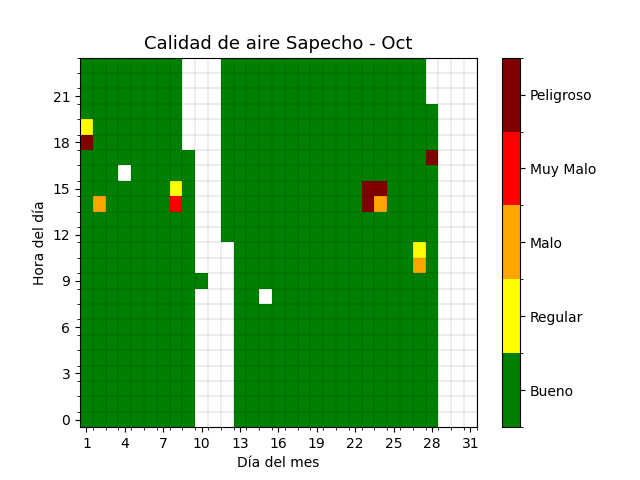 Calidad de aire Sapecho - Oct
Hora del día
21
18
15
12
9
6
3
0
1 4 7 10 13 16 19 22 25 28 31
Día del mes
Peligroso
Muy Malo
Malo
Regular
Bueno